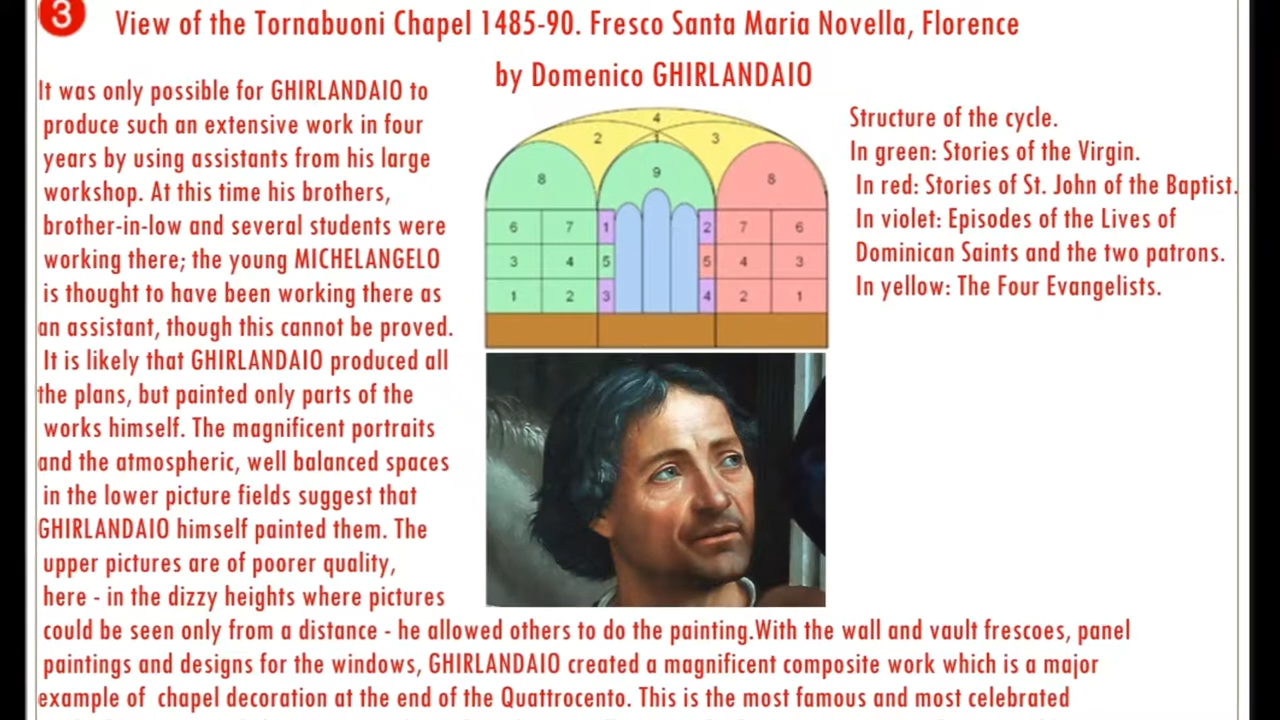 3 View of the Tornabuoni Chapel 1485-90. Fresco Santa Maria Novella, Florence
by Domenico GHIRLANDAIO
It was only possible for GHIRLANDAIO to
produce such an extensive work in four
years by using assistants from his large
workshop. At this time his brothers,
brother-in-low and several students were
working there; the young MICHELANGELO
is thought to have been working there as
an assistant, though this cannot be proved.
It is likely that GHIRLANDAIO produced all
the plans, but painted only parts of the
works himself. The magnificent portraits
and the atmospheric, well balanced spaces
in the lower picture fields suggest that
GHIRLANDAIO himself painted them. The
upper pictures are of poorer quality,
here - in the dizzy heights where pictures
could be seen only from a distance - he allowed others to do the painting.With the wall and vault frescoes, panel
paintings and designs for the windows, GHIRLANDAIO created a magnificent composite work which is a major
example of chapel decoration at the end of the Quattrocento. This is the most famous and most celebrated
4
2 1 3
8 9 8
6 7 1 2 7 6
3 4 5 5 4 3
1 2 3 4 2 1
Structure of the cycle.
In green: Stories of the Virgin.
In red: Stories of St. John of the Baptist.
In violet: Episodes of the Lives of
Dominican Saints and the two patrons.
In yellow: The Four Evangelists.